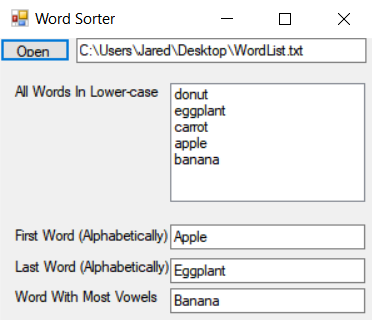 Word Sorter
Open C:\Users\Jared\Desktop\WordList.txt
All Words In Lower-case
donut
eggplant
carrot
apple
banana
First Word (Alphabetically) Apple
Last Word (Alphabetically) Eggplant
Word With Most Vowels Banana